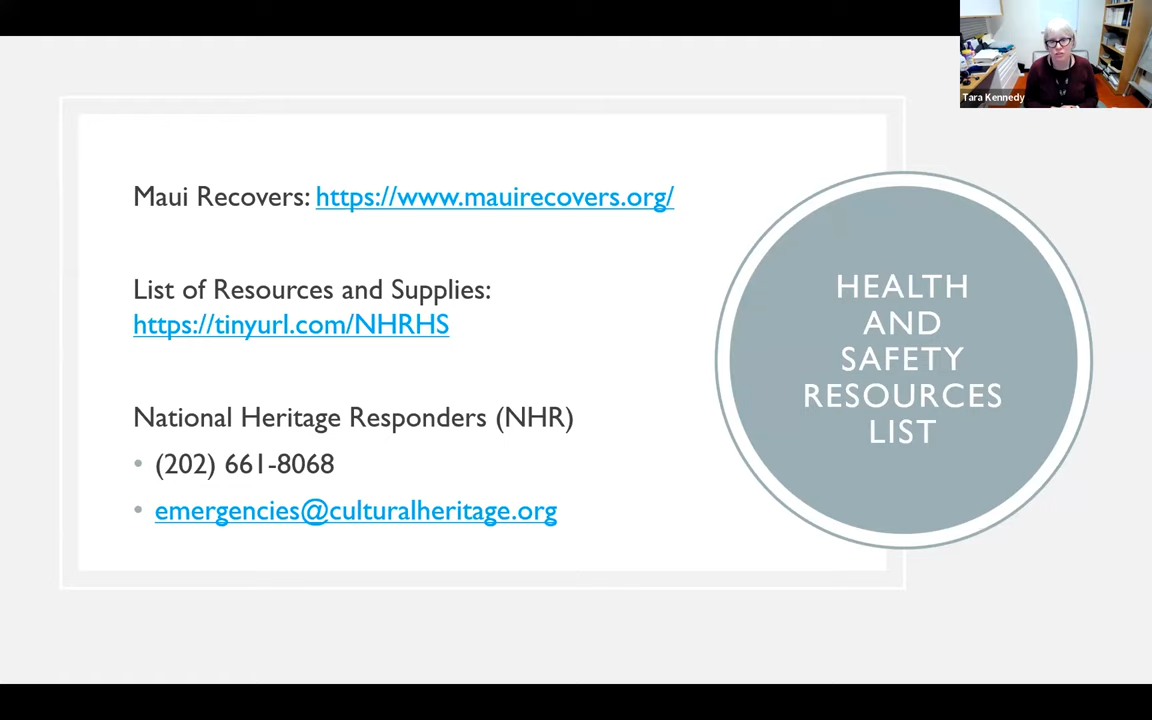 Tara Kennedy
Maui Recovers: https://www.mauirecovers.org/
List of Resources and Supplies:
https://tinyurl.com/NHRHS
National Heritage Responders (NHR)
• (202) 661-8068
• emergencies@culturalheritage.org
HEALTH
AND
SAFETY
RESOURCES
LIST